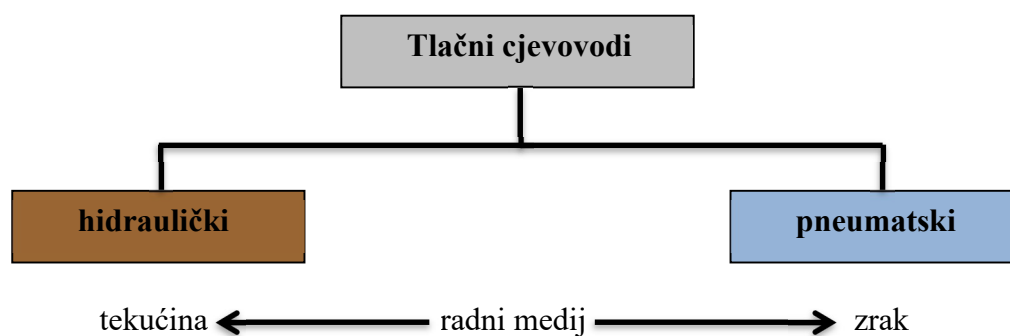 Tlačni cjevovodi
hidraulički
pneumatski
tekućina radni medij zrak